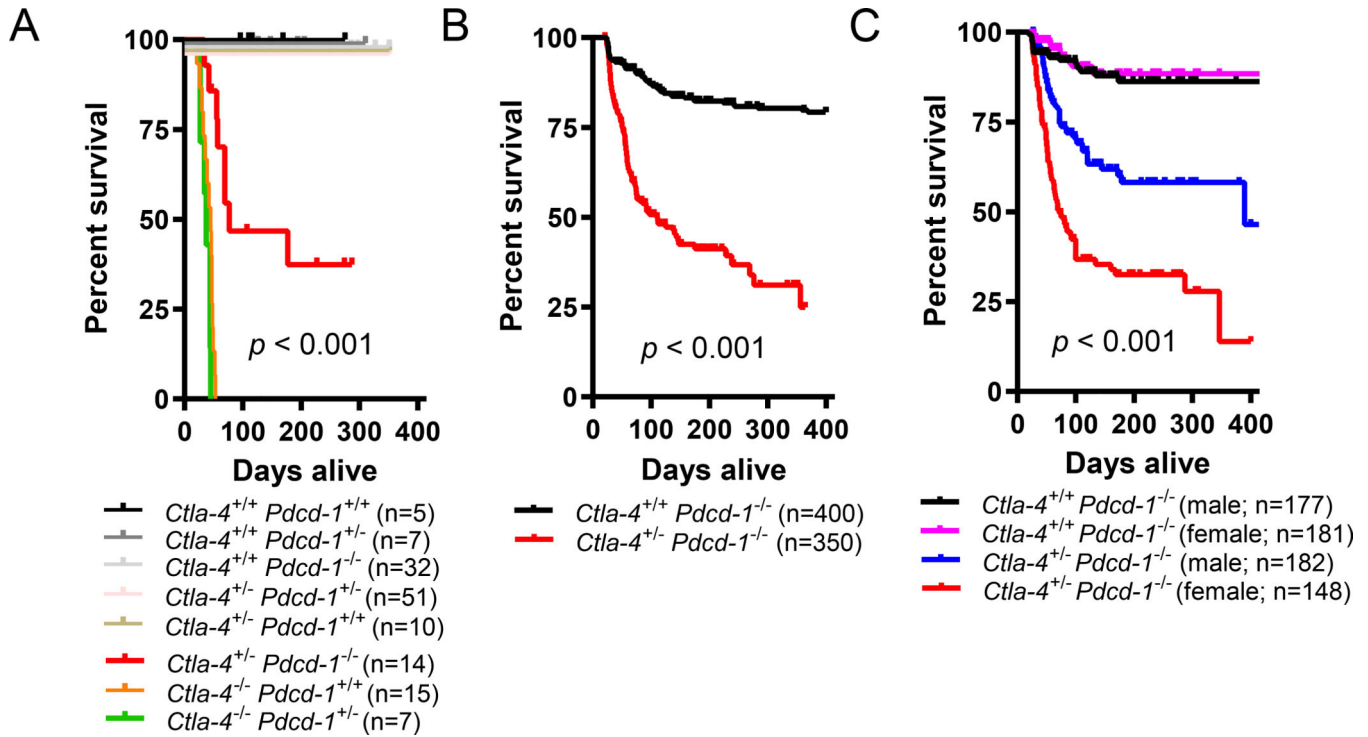 A
Percent survival
100
75
50
25
0
p < 0.001
0 100 200 300 400
Days alive
Ctla-4+/+ Pdcd-1+/+ (n=5)
Ctla-4+/+ Pdcd-1+/- (n=7)
Ctla-4+/+ Pdcd-1-/- (n=32)
Ctla-4+/- Pdcd-1+/- (n=51)
Ctla-4+/- Pdcd-1+/+ (n=10)
Ctla-4+/- Pdcd-1-/- (n=14)
Ctla-4-/- Pdcd-1+/+ (n=15)
Ctla-4-/- Pdcd-1+/- (n=7)
B
Percent survival
100
75
50
25
0
p < 0.001
0 100 200 300 400
Days alive
Ctla-4+/+ Pdcd-1-/- (n=400)
Ctla-4+/- Pdcd-1-/- (n=350)
C
Percent survival
100
75
50
25
0
p < 0.001
0 100 200 300 400
Days alive
Ctla-4+/+ Pdcd-1-/- (male; n=177)
Ctla-4+/+ Pdcd-1-/- (female; n=181)
Ctla-4+/- Pdcd-1-/- (male; n=182)
Ctla-4+/- Pdcd-1-/- (female; n=148)